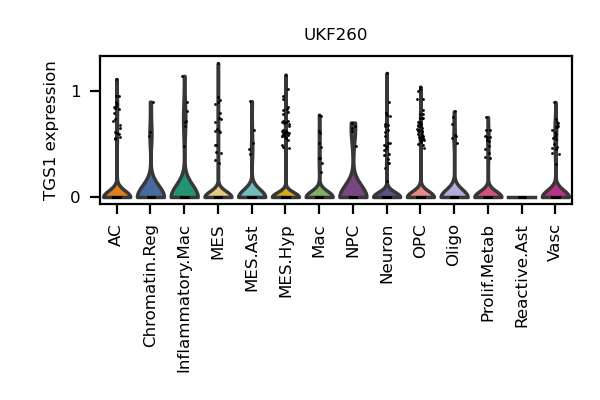 UKF260
TGS1 expression
1
0
AC
Chromatin.Reg
Inflammatory.Mac
MES
MES.Ast
MES.Hyp
Mac
NPC
Neuron
OPC
Oligo
Prolif.Metab
Reactive.Ast
Vasc